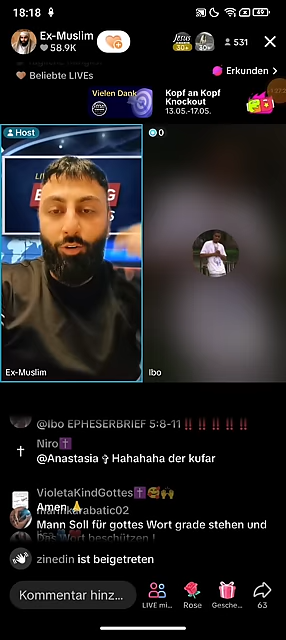 18:18
49
Ex-Muslim
58.9K
30+
30+
531
Beliebte LIVEs
Erkunden >
Vielen Dank
Kopf an Kopf
Knockout
13.05.-17.05.
Host
0
Ex-Muslim
Ibo
@Ibo EPHESERBRIEF 5:8-11‼️‼️‼️‼️‼️
Niro✝️
@Anastasia ✞ Hahahaha der kufar
VioletaKindGottes✝️🥰🙌
Amen🙏
Mann Soll für gottes Wort grade stehen und
Das Wort beschützen !
zinedin ist beigetreten
Kommentar hinz...
LIVE mi...
Rose
Gesche...
63